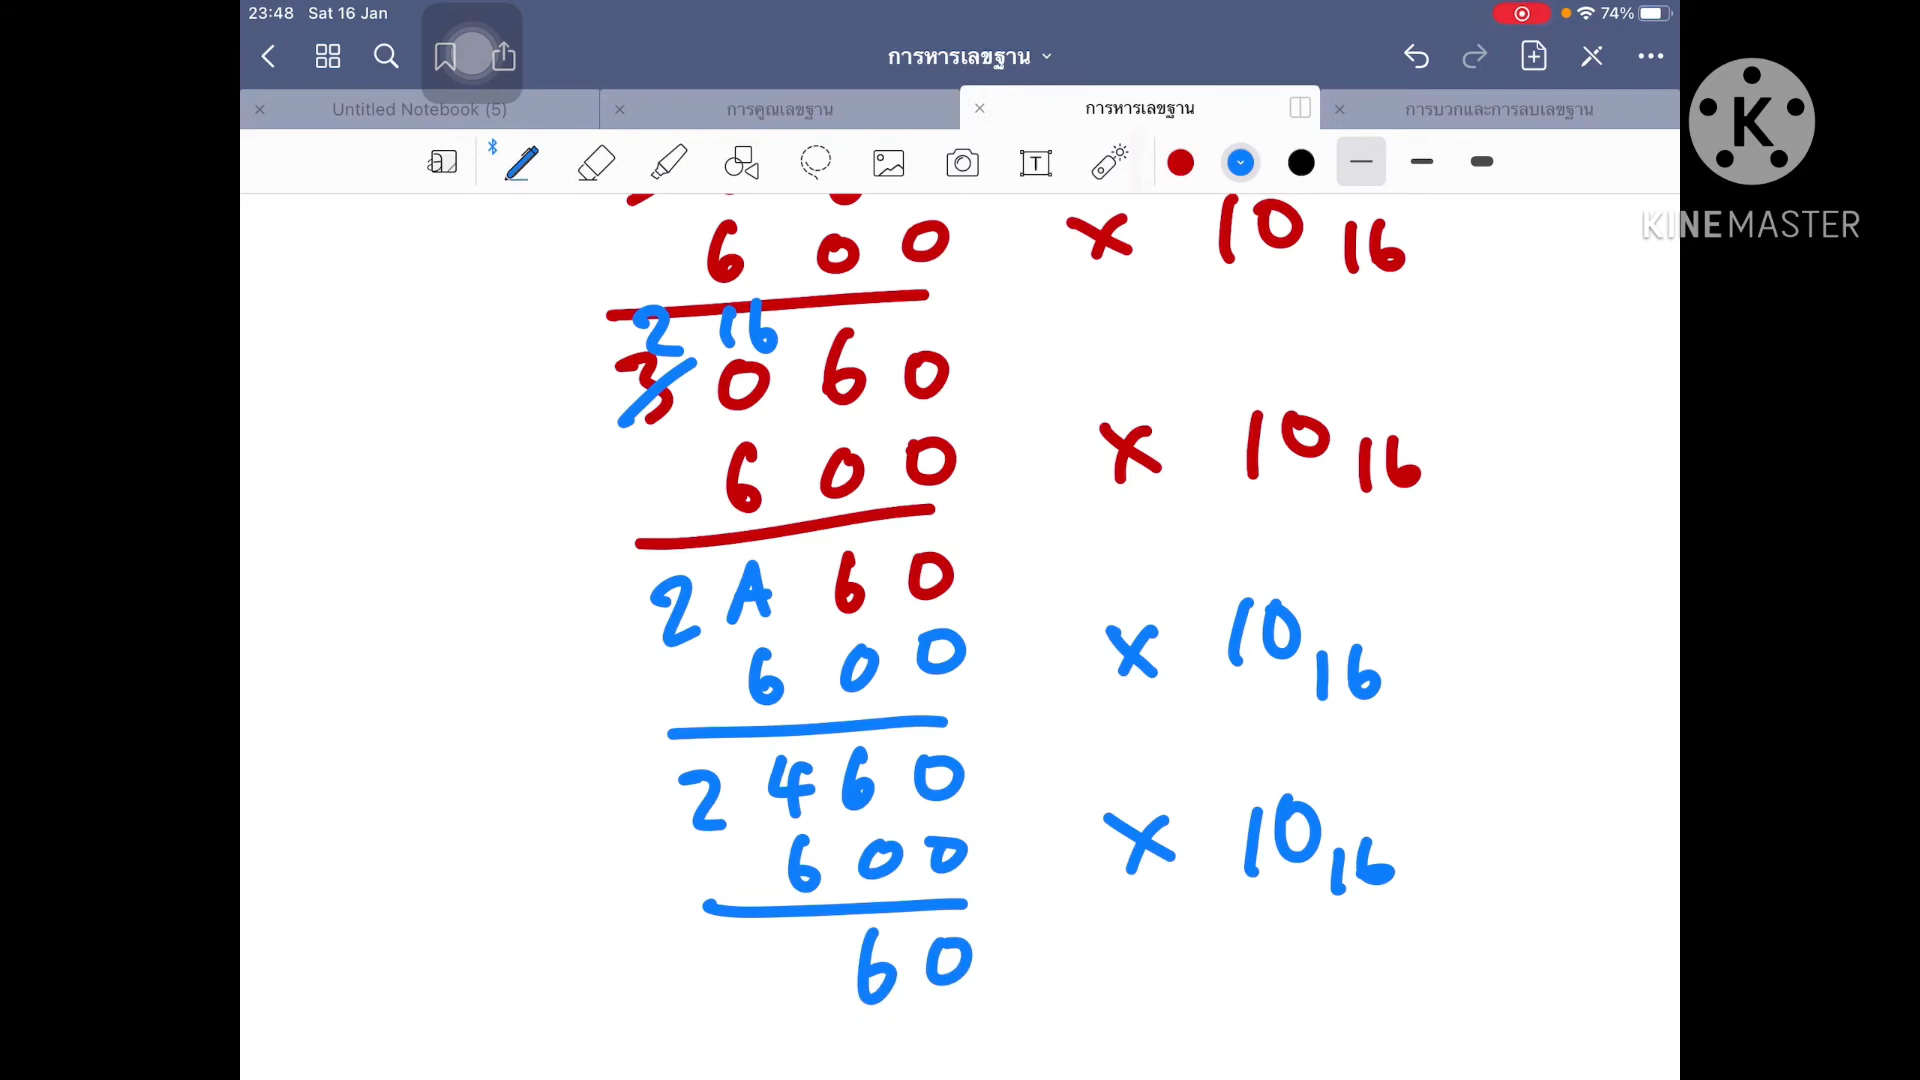 23:48 Sat 16 Jan 74%
การหารเลขฐาน
Untitled Notebook (5) การคูณเลขฐาน การหารเลขฐาน การบวกและการลบเลขฐาน
K
KINEMASTER
6 0 0 x 10 16
2 16
3 0 6 0
6 0 0 x 10 16
2 A 6 0
6 0 0 x 10 16
2 4 6 0
6 0 0 x 10 16
6 0